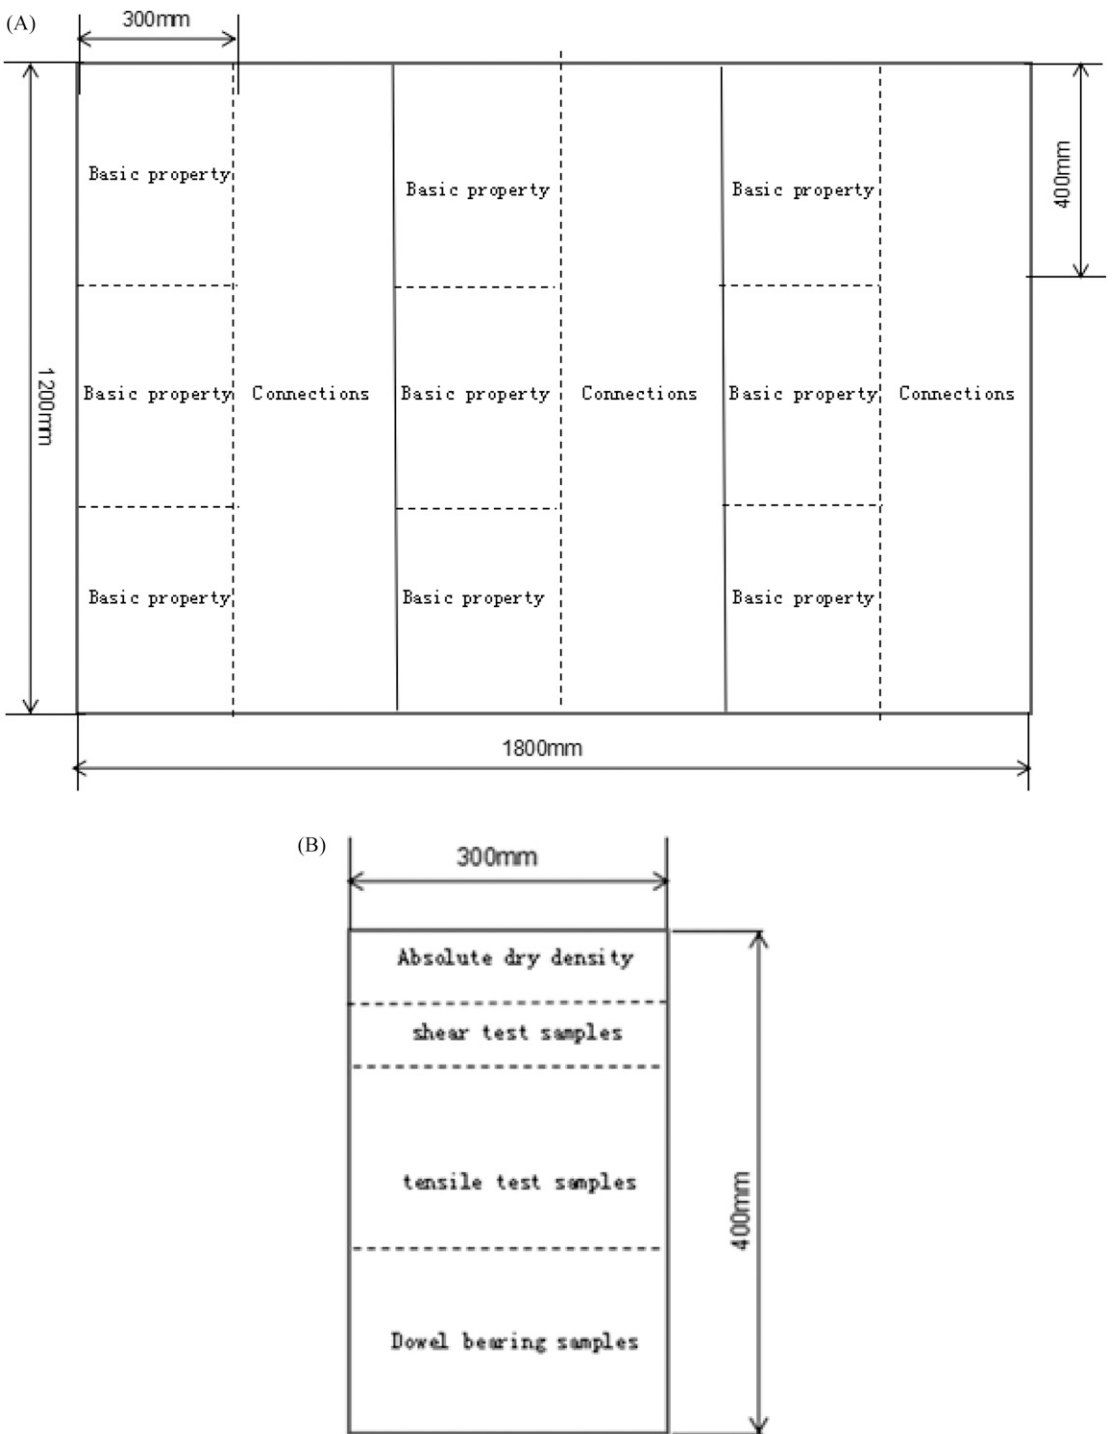 (A)
300mm
Basic property
Basic property
Basic property
400mm
1200mm
Basic property
Connections
Basic property
Connections
Basic property
Connections
Basic property
Basic property
Basic property
1800mm
(B)
300mm
Absolute dry density
shear test samples
tensile test samples
400mm
Dowel bearing samples